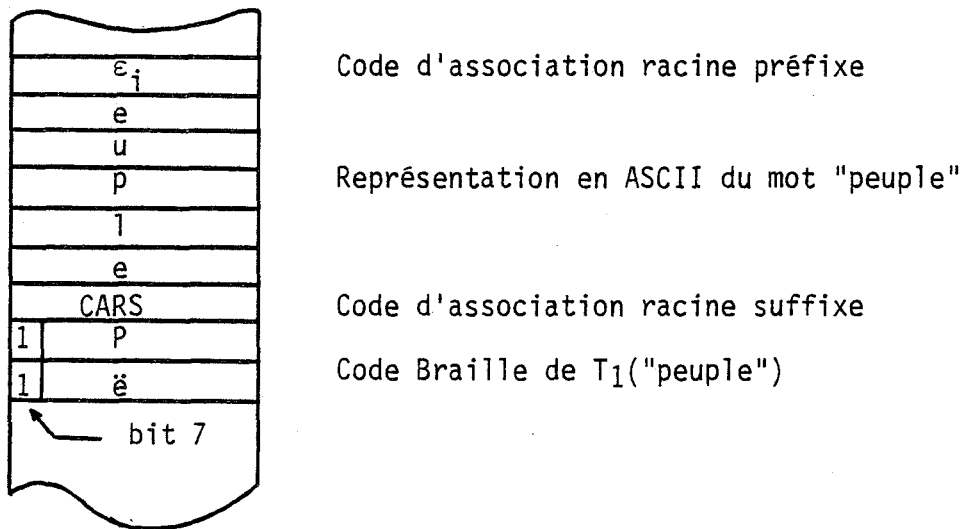 εi Code d'association racine préfixe
e
u
p Représentation en ASCII du mot "peuple"
l
e
CARS Code d'association racine suffixe
1 P
1 ë Code Braille de T1("peuple")
bit 7